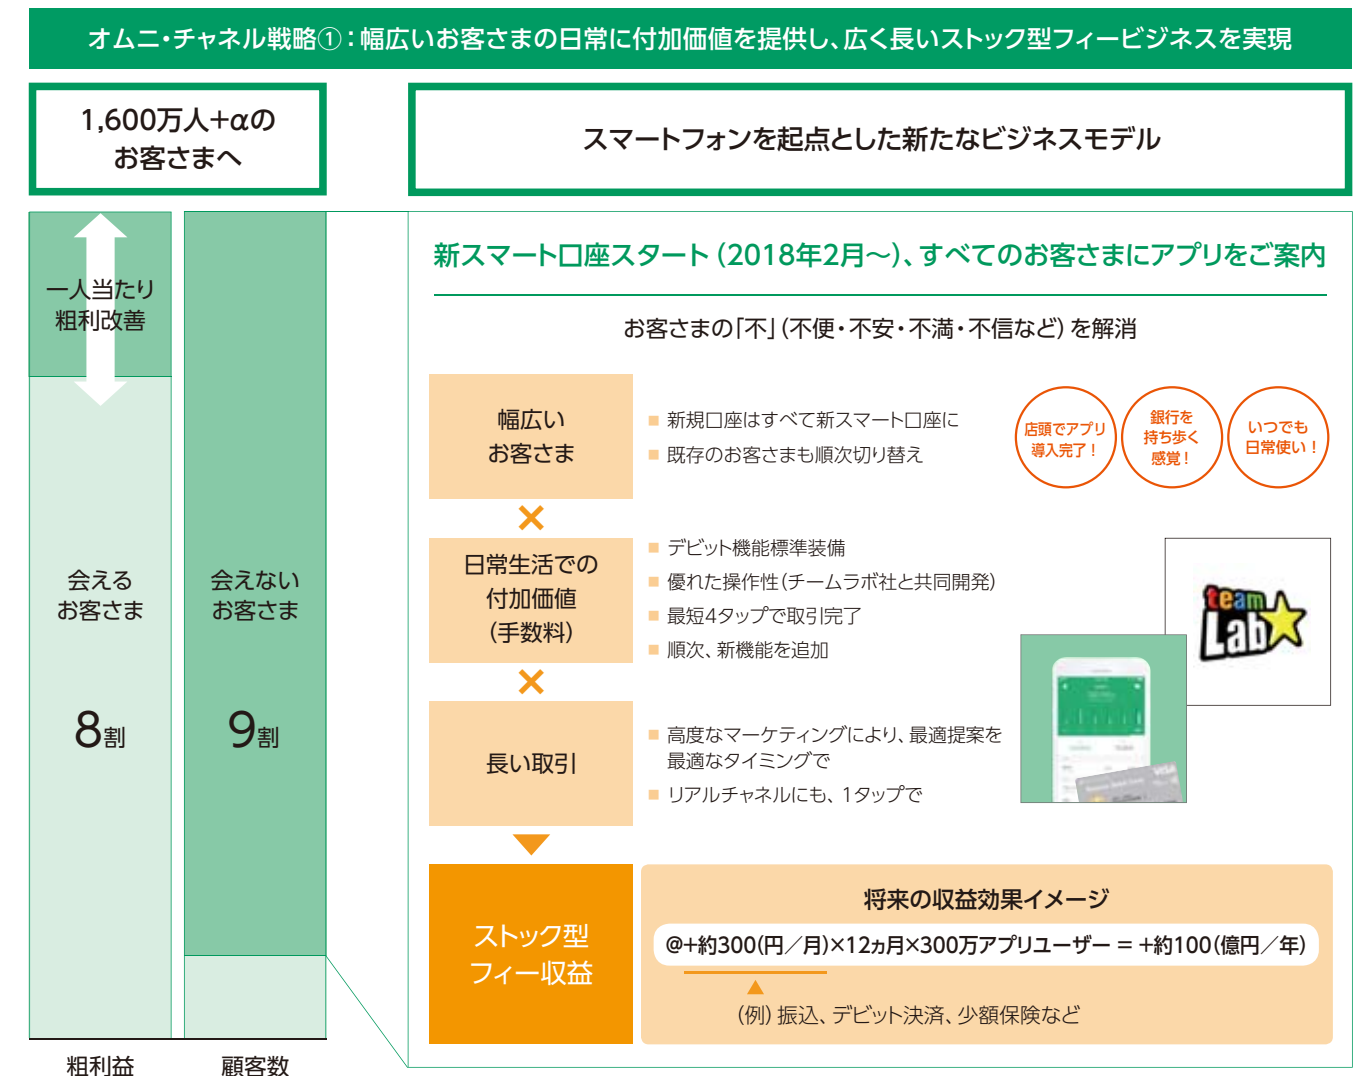 オムニ・チャネル戦略①：幅広いお客さまの日常に付加価値を提供し、広く長いストック型フィービジネスを実現
1,600万人+αの
お客さまへ
スマートフォンを起点とした新たなビジネスモデル
一人当たり
粗利改善
会える
お客さま
8割
会えない
お客さま
9割
粗利益
顧客数
新スマート口座スタート（2018年2月～）、すべてのお客さまにアプリをご案内
お客さまの「不」（不便・不安・不満・不信など）を解消
幅広い
お客さま
■ 新規口座はすべて新スマート口座に
■ 既存のお客さまも順次切り替え
店頭でアプリ
導入完了！
銀行を
持ち歩く
感覚！
いつでも
日常使い！
×
日常生活での
付加価値
（手数料）
■ デビット機能標準装備
■ 優れた操作性（チームラボ社と共同開発）
■ 最短4タップで取引完了
■ 順次、新機能を追加
team
Lab
VISA
×
長い取引
■ 高度なマーケティングにより、最適提案を
最適なタイミングで
■ リアルチャネルにも、1タップで
ストック型
フィー収益
将来の収益効果イメージ
@+約300(円／月)×12ヵ月×300万アプリユーザー = +約100(億円／年)
（例）振込、デビット決済、少額保険など